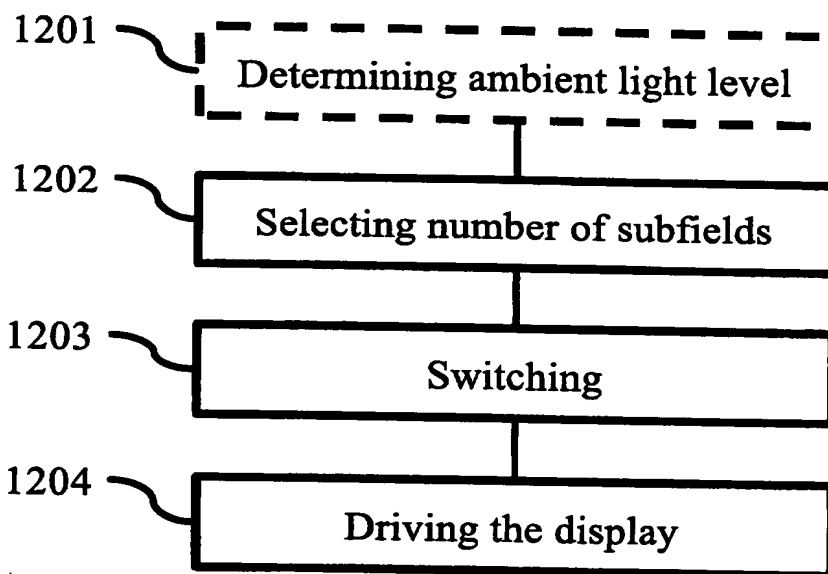 1201
Determining ambient light level
1202
Selecting number of subfields
1203
Switching
1204
Driving the display